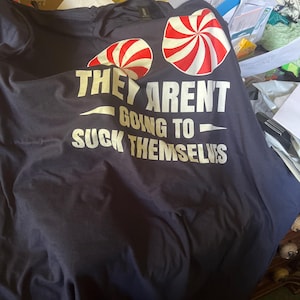 THEY ARENT
GOING TO
SUCK THEMSELVES